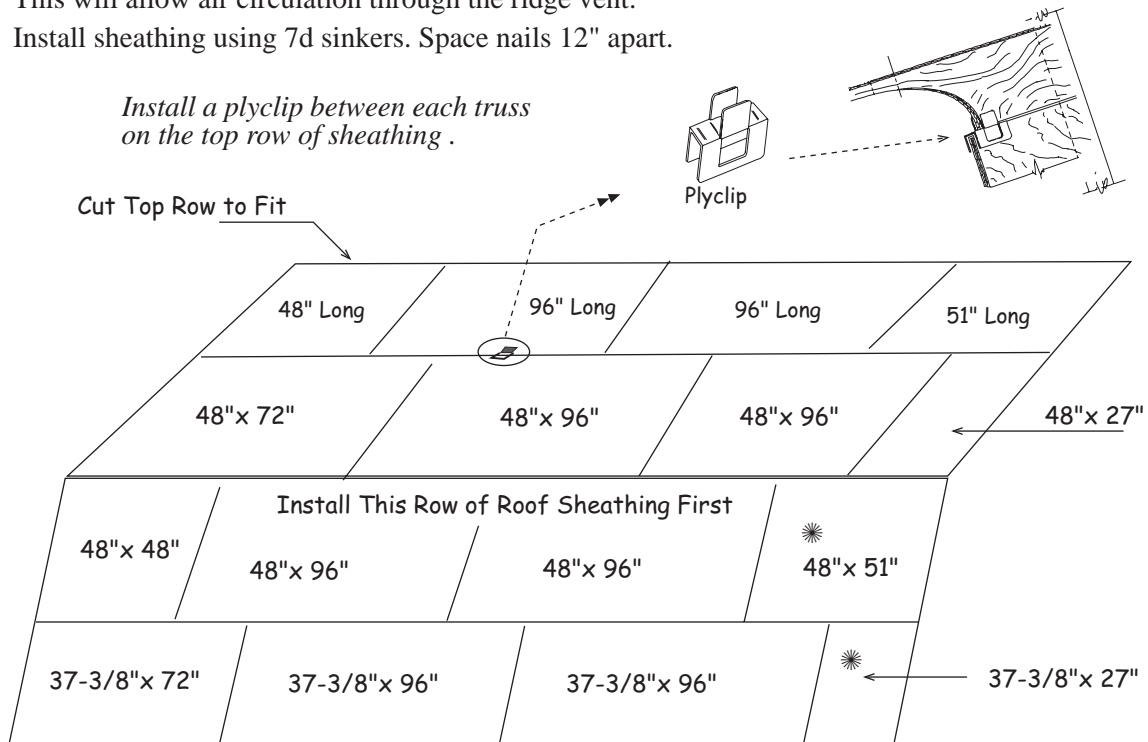 This will allow air circulation through the ridge vent.
Install sheathing using 7d sinkers. Space nails 12" apart.
Install a plyclip between each truss
on the top row of sheathing .
Plyclip
Cut Top Row to Fit
48" Long
96" Long
96" Long
51" Long
48"x 72"
48"x 96"
48"x 96"
48"x 27"
Install This Row of Roof Sheathing First
48"x 48"
48"x 96"
48"x 96"
48"x 51"
37-3/8"x 72"
37-3/8"x 96"
37-3/8"x 96"
37-3/8"x 27"